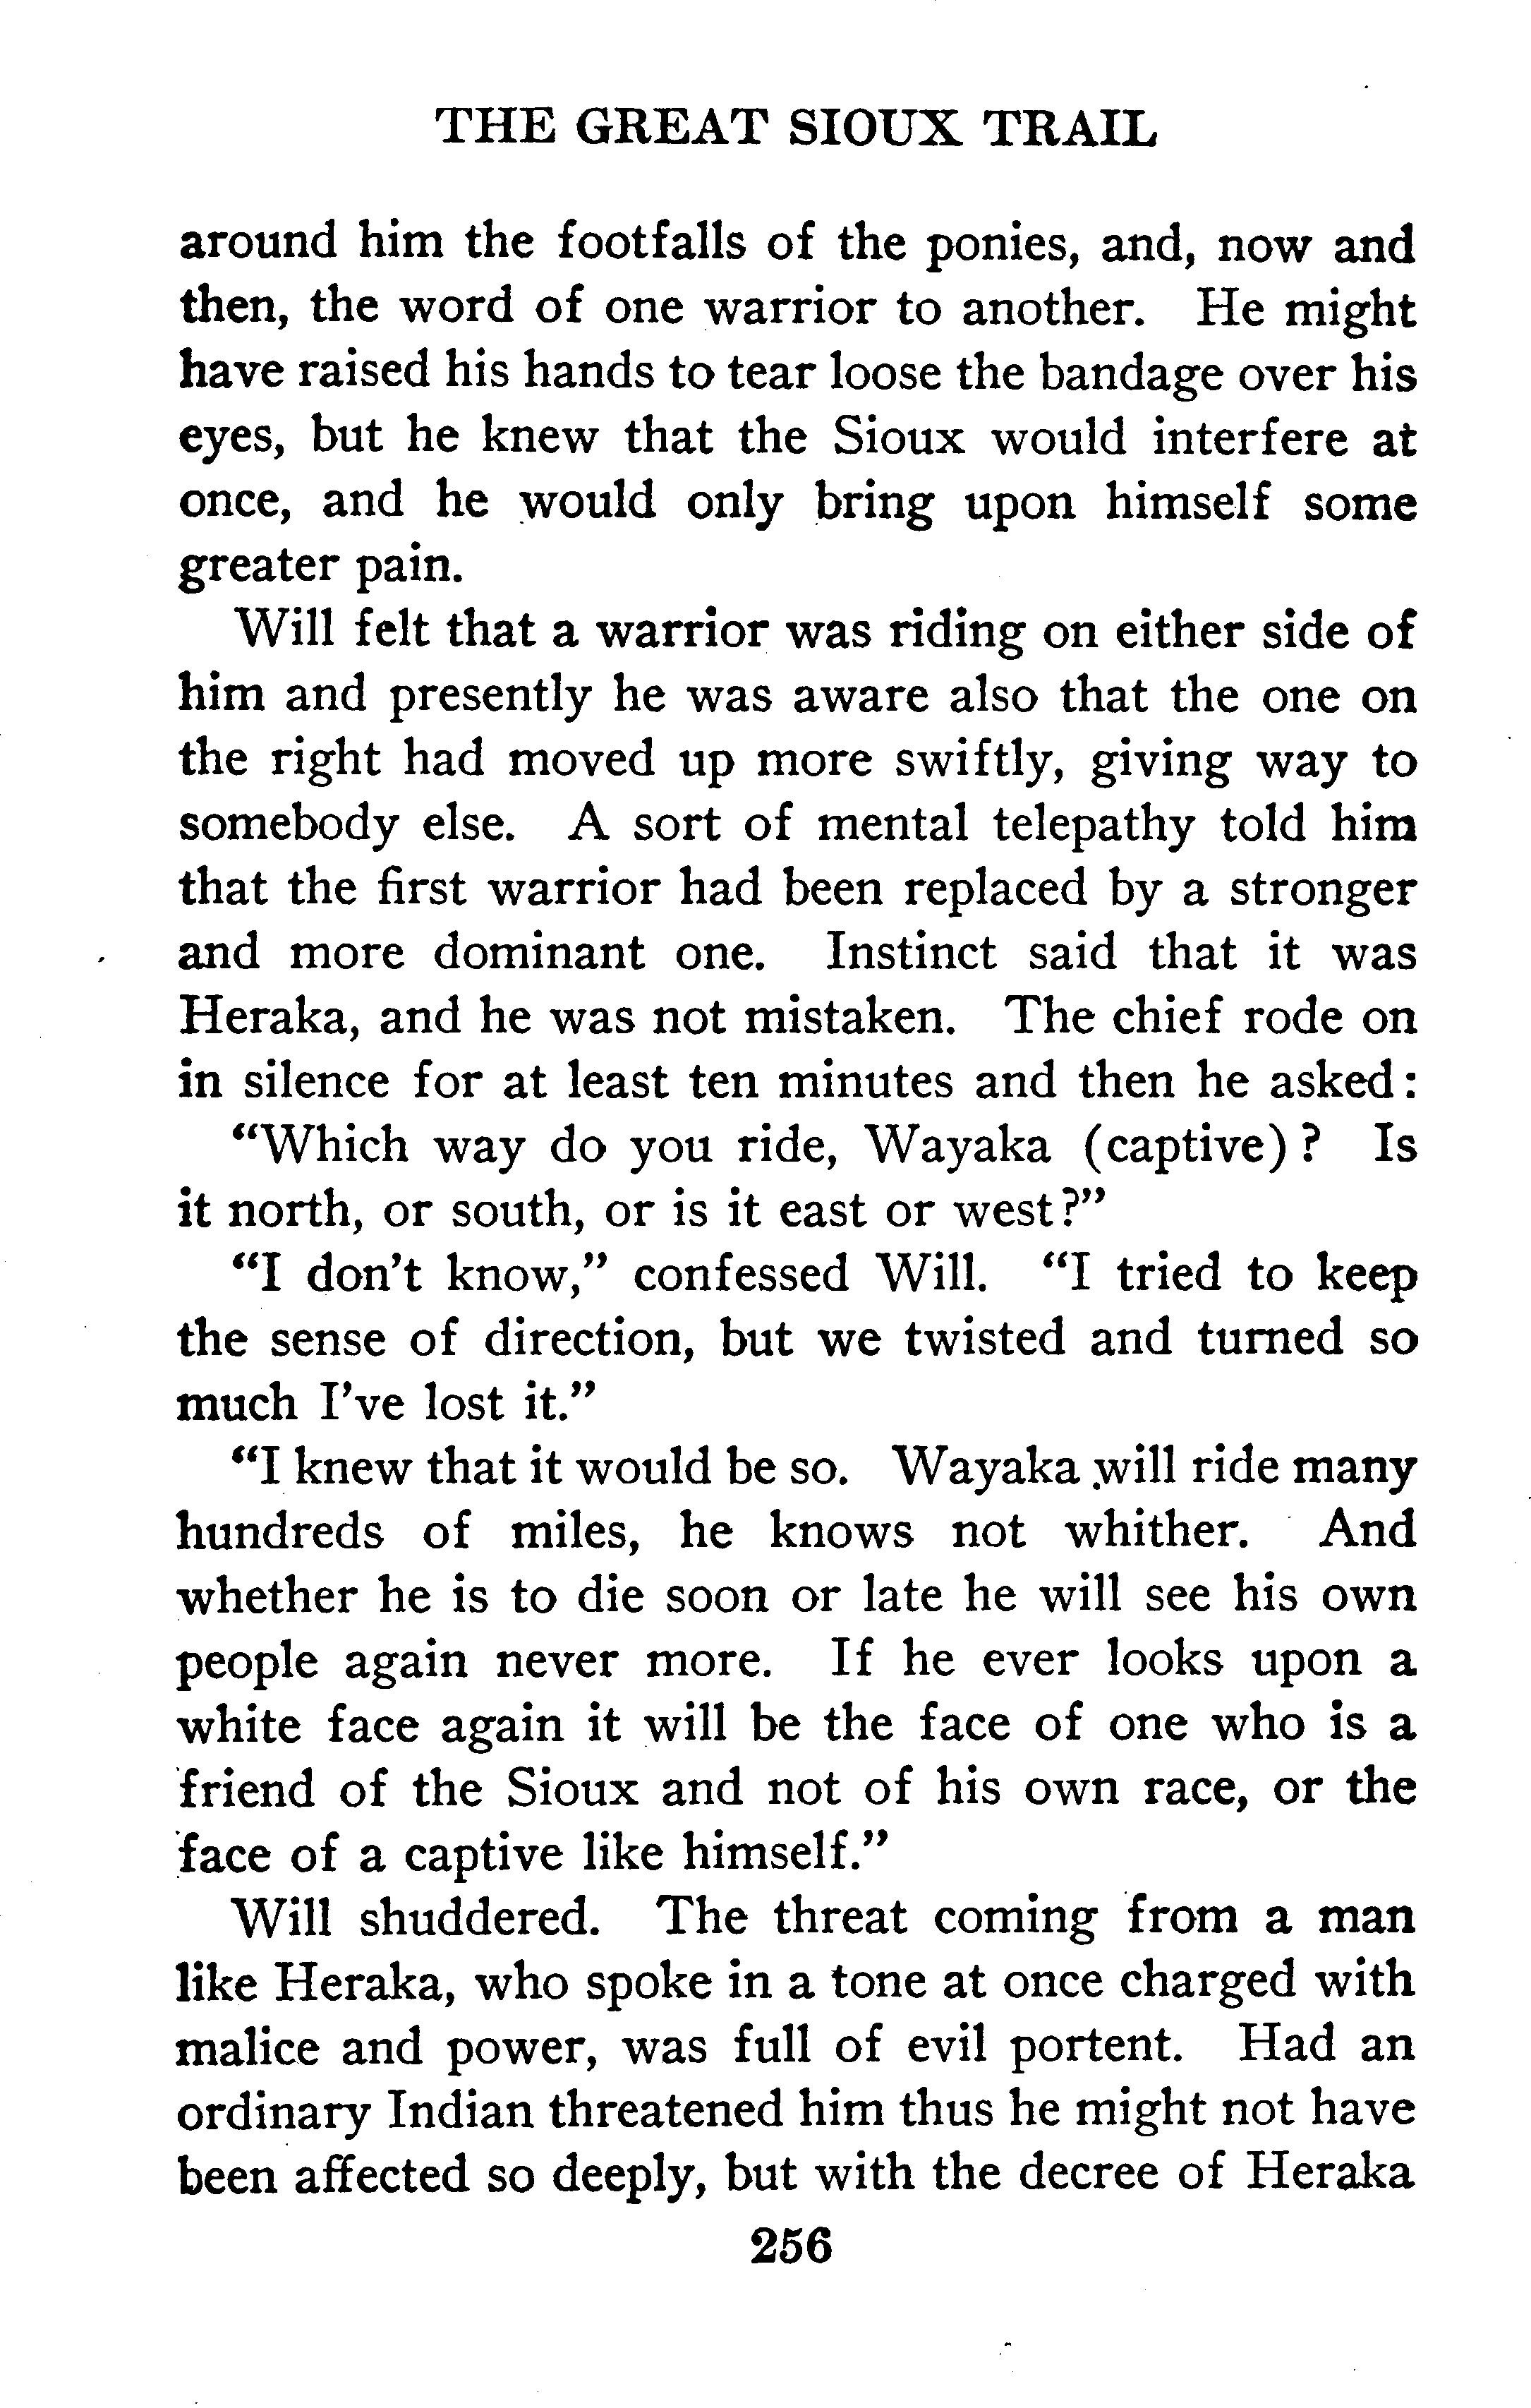 THE GREAT SIOUX TRAIL
around him the footfalls of the ponies, and, now and
then, the word of one warrior to another. He might
have raised his hands to tear loose the bandage over his
eyes, but he knew that the Sioux would interfere at
once, and he would only bring upon himself some
greater pain.
Will felt that a warrior was riding on either side of
him and presently he was aware also that the one on
the right had moved up more swiftly, giving way to
somebody else. A sort of mental telepathy told him
that the first warrior had been replaced by a stronger
and more dominant one. Instinct said that it was
Heraka, and he was not mistaken. The chief rode on
in silence for at least ten minutes and then he asked:
"Which way do you ride, Wayaka (captive)? Is
it north, or south, or is it east or west?"
"I don't know," confessed Will. "I tried to keep
the sense of direction, but we twisted and turned so
much I've lost it."
"I knew that it would be so. Wayaka will ride many
hundreds of miles, he knows not whither. And
whether he is to die soon or late he will see his own
people again never more. If he ever looks upon a
white face again it will be the face of one who is a
friend of the Sioux and not of his own race, or the
face of a captive like himself."
Will shuddered. The threat coming from a man
like Heraka, who spoke in a tone at once charged with
malice and power, was full of evil portent. Had an
ordinary Indian threatened him thus he might not have
been affected so deeply, but with the decree of Heraka
256